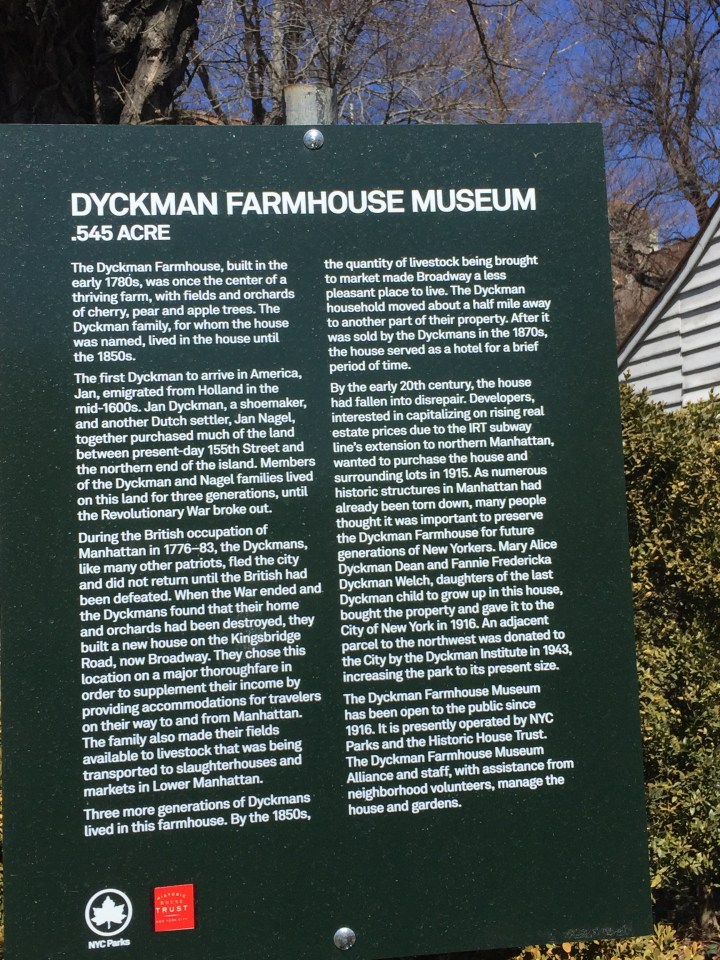 DYCKMAN FARMHOUSE MUSEUM
.545 ACRE
The Dyckman Farmhouse, built in the
early 1780s, was once the center of a
thriving farm, with fields and orchards
of cherry, pear and apple trees. The
Dyckman family, for whom the house
was named, lived in the house until
the 1850s.
The first Dyckman to arrive in America,
Jan, emigrated from Holland in the
mid-1600s. Jan Dyckman, a shoemaker,
and another Dutch settler, Jan Nagel,
together purchased much of the land
between present-day 155th Street and
the northern end of the island. Members
of the Dyckman and Nagel families lived
on this land for three generations, until
the Revolutionary War broke out.
During the British occupation of
Manhattan in 1776–83, the Dyckmans,
like many other patriots, fled the city
and did not return until the British had
been defeated. When the War ended and
the Dyckmans found that their home
and orchards had been destroyed, they
built a new house on the Kingsbridge
Road, now Broadway. They chose this
location on a major thoroughfare in
order to supplement their income by
providing accommodations for travelers
on their way to and from Manhattan.
The family also made their fields
available to livestock that was being
transported to slaughterhouses and
markets in Lower Manhattan.
Three more generations of Dyckmans
lived in this farmhouse. By the 1850s,
the quantity of livestock being brought
to market made Broadway a less
pleasant place to live. The Dyckman
household moved about a half mile away
to another part of their property. After it
was sold by the Dyckmans in the 1870s,
the house served as a hotel for a brief
period of time.
By the early 20th century, the house
had fallen into disrepair. Developers,
interested in capitalizing on rising real
estate prices due to the IRT subway
line's extension to northern Manhattan,
wanted to purchase the house and
surrounding lots in 1915. As numerous
historic structures in Manhattan had
already been torn down, many people
thought it was important to preserve
the Dyckman Farmhouse for future
generations of New Yorkers. Mary Alice
Dyckman Dean and Fannie Fredericka
Dyckman Welch, daughters of the last
Dyckman child to grow up in this house,
bought the property and gave it to the
City of New York in 1916. An adjacent
parcel to the northwest was donated to
the City by the Dyckman Institute in 1943,
increasing the park to its present size.
The Dyckman Farmhouse Museum
has been open to the public since
1916. It is presently operated by NYC
Parks and the Historic House Trust.
The Dyckman Farmhouse Museum
Alliance and staff, with assistance from
neighborhood volunteers, manage the
house and gardens.
NYC Parks
HISTORIC
HOUSE
TRUST
NEW YORK CITY